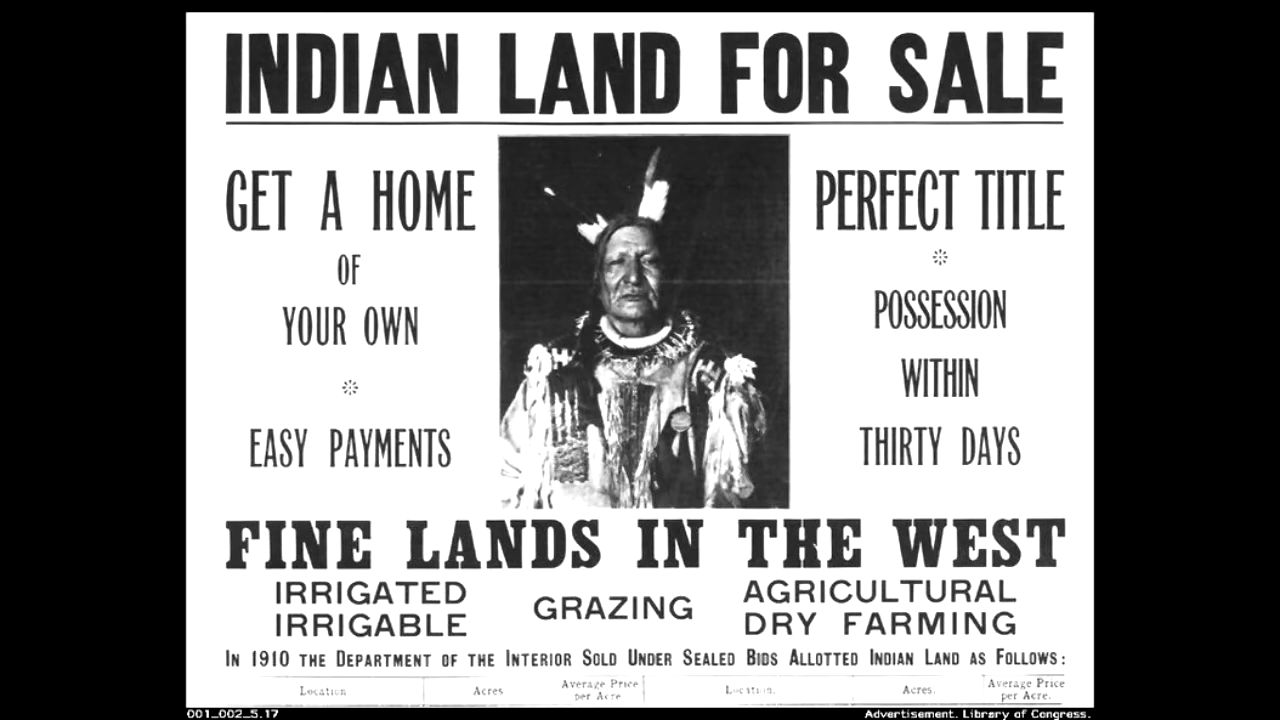 INDIAN LAND FOR SALE
GET A HOME
OF
YOUR OWN
EASY PAYMENTS
PERFECT TITLE
POSSESSION
WITHIN
THIRTY DAYS
FINE LANDS IN THE WEST
IRRIGATED
IRRIGABLE
GRAZING
AGRICULTURAL
DRY FARMING
IN 1910 THE DEPARTMENT OF THE INTERIOR SOLD UNDER SEALED BIDS ALLOTTED INDIAN LAND AS FOLLOWS:
Location Acres Average Price per Acre Location. Acres. Average Price per Acre.
001_002_5.17
Advertisement. Library of Congress.